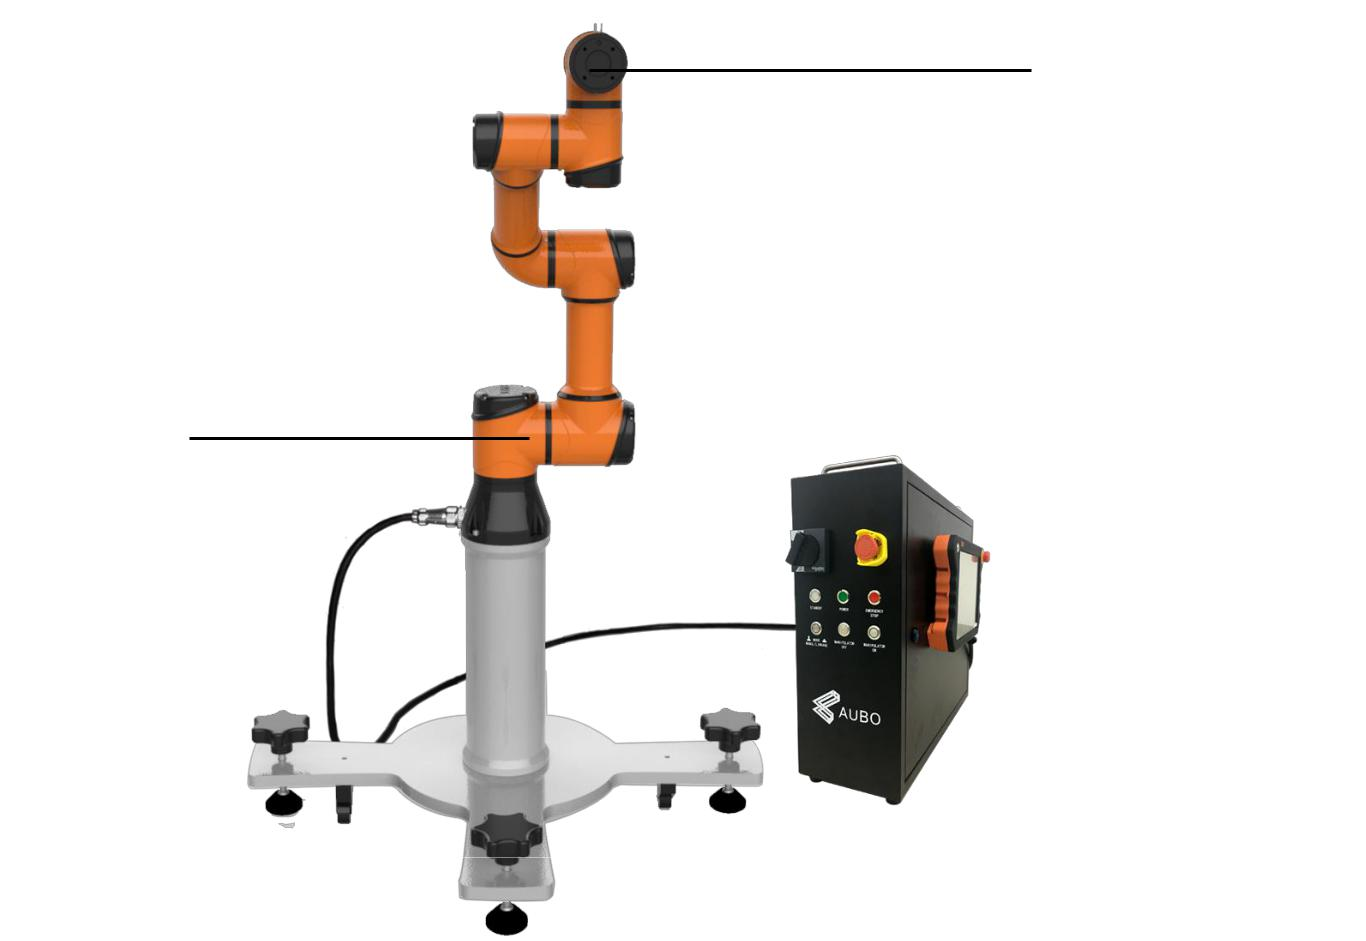 STANDBY
POWER
EMERGENCY
STOP
MANIPULATOR
OFF
MANIPULATOR
ON
AUBO